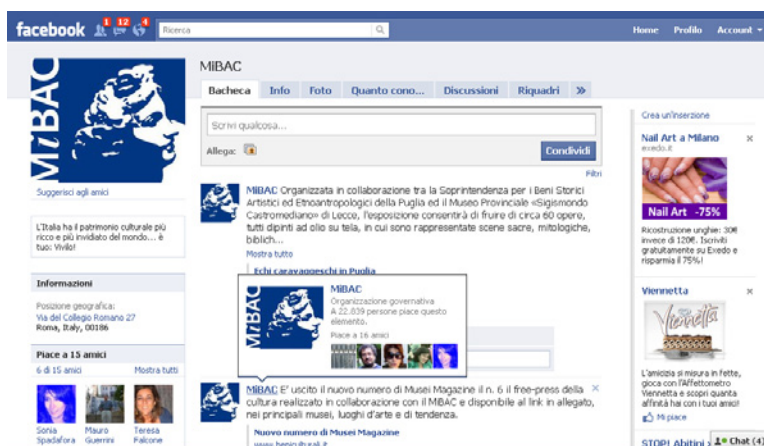 facebook 1 12 4 Ricerca Home Profilo Account
MiBAC
MiBAC
Bacheca Info Foto Quanto cono... Discussioni Riquadri »
Scrivi qualcosa...
Allega: Condividi
Filtri
Suggerisci agli amici
L'Italia ha il patrimonio culturale più
ricco e più invidiato del mondo... è
tuo: Vivilo!
Informazioni
Posizione geografica:
Via del Collegio Romano 27
Roma, Italy, 00186
Piace a 15 amici
6 di 15 amici Mostra tutti
Sonia
Spadafora
Mauro
Guerrini
Teresa
Falcone
MiBAC Organizzata in collaborazione tra la Soprintendenza per i Beni Storici
Artistici ed Etnoantropologici della Puglia ed il Museo Provinciale «Sigismondo
Castromediano» di Lecce, l'esposizione consentirà di fruire di circa 60 opere,
tutti dipinti ad olio su tela, in cui sono rappresentate scene sacre, mitologiche,
biblich...
Mostra tutto
Echi caravaggeschi in Puglia
MiBAC
MiBAC
Organizzazione governativa
A 22.839 persone piace questo
elemento.
Piace a 16 amici
MiBAC E' uscito il nuovo numero di Musei Magazine il n. 6 il free-press della
cultura realizzato in collaborazione con il MBAC e disponibile al link in allegato,
nei principali musei, luoghi d'arte e di tendenza.
Nuovo numero di Musei Magazine
www.beniculturali.it
Crea un'inserzione
Nail Art a Milano
exedo.it
Nail Art -75%
Ricostruzione unghie: 30€
invece di 120€. Iscriviti
gratuitamente su Exedo e
risparmia il 75%!
Viennetta
Viennetta
L'amicizia si misura in fette,
gioca con l'Affettometro
Viennetta e scopri quanta
affinità hai con i tuoi amici!
Mi piace
STOP! Abitini
Chat (4)